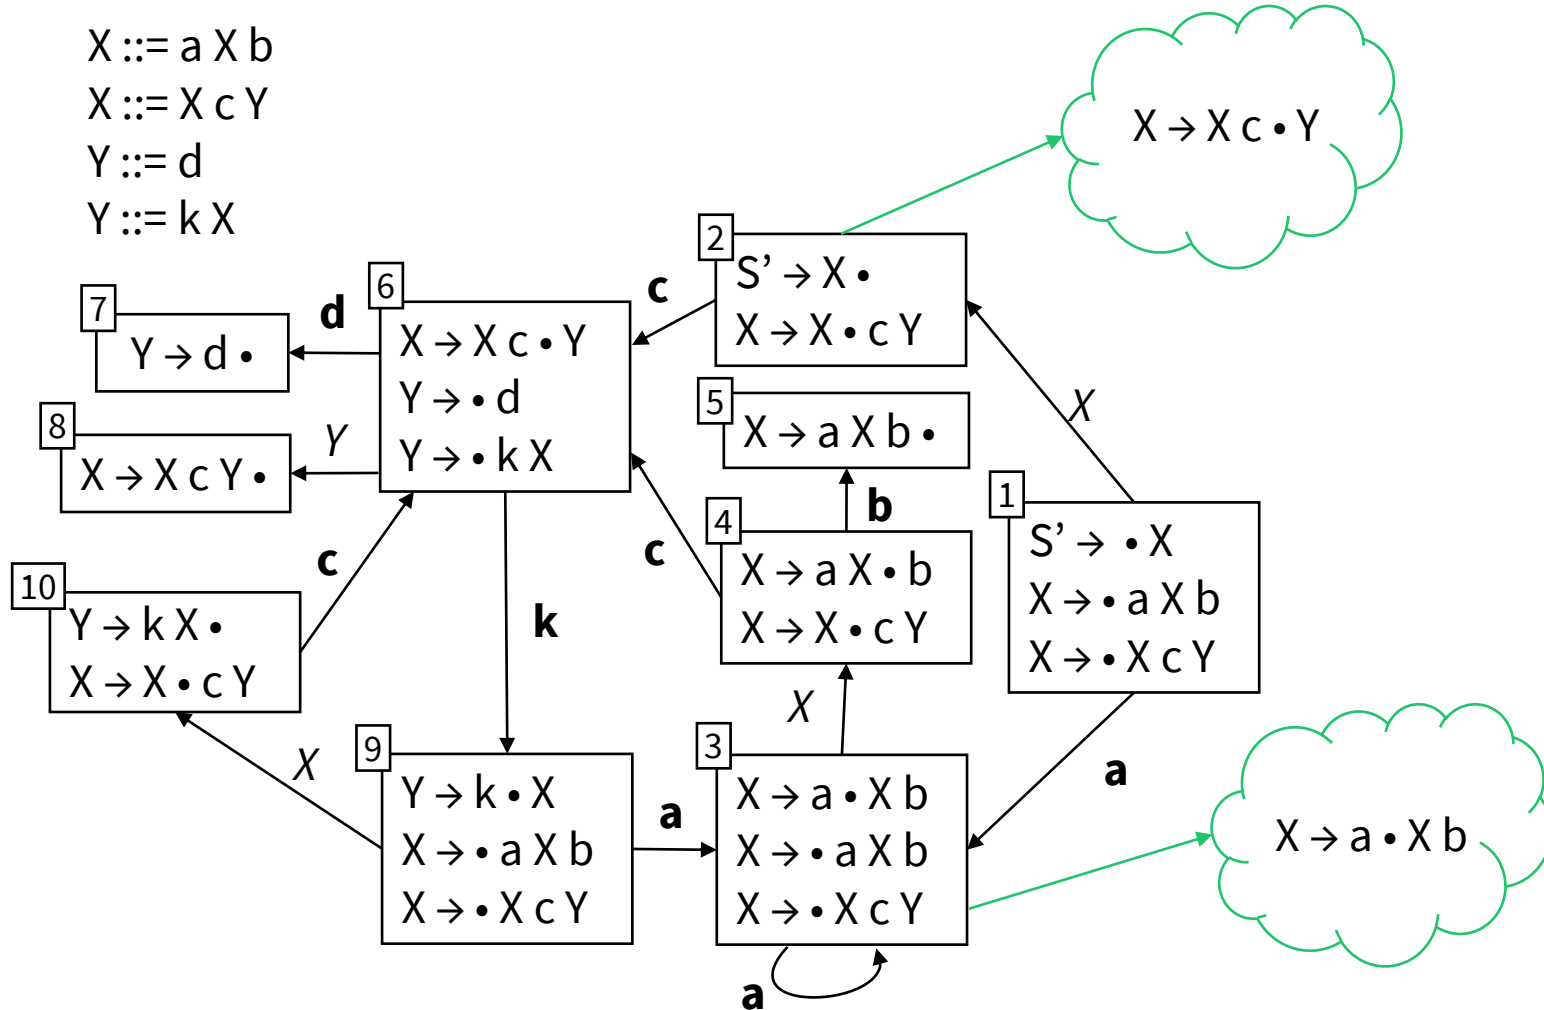 X ::= a X b
X ::= X c Y
Y ::= d
Y ::= k X
X → X c • Y
2
S’ → X •
X → X • c Y
c
6
X → X c • Y
Y → • d
Y → • k X
d
7
Y → d •
Y
8
X → X c Y •
5
X → a X b •
X
b
4
X → a X • b
X → X • c Y
c
1
S’ → • X
X → • a X b
X → • X c Y
c
10
Y → k X •
X → X • c Y
k
X
X
9
Y → k • X
X → • a X b
X → • X c Y
a
3
X → a • X b
X → • a X b
X → • X c Y
a
a
X → a • X b